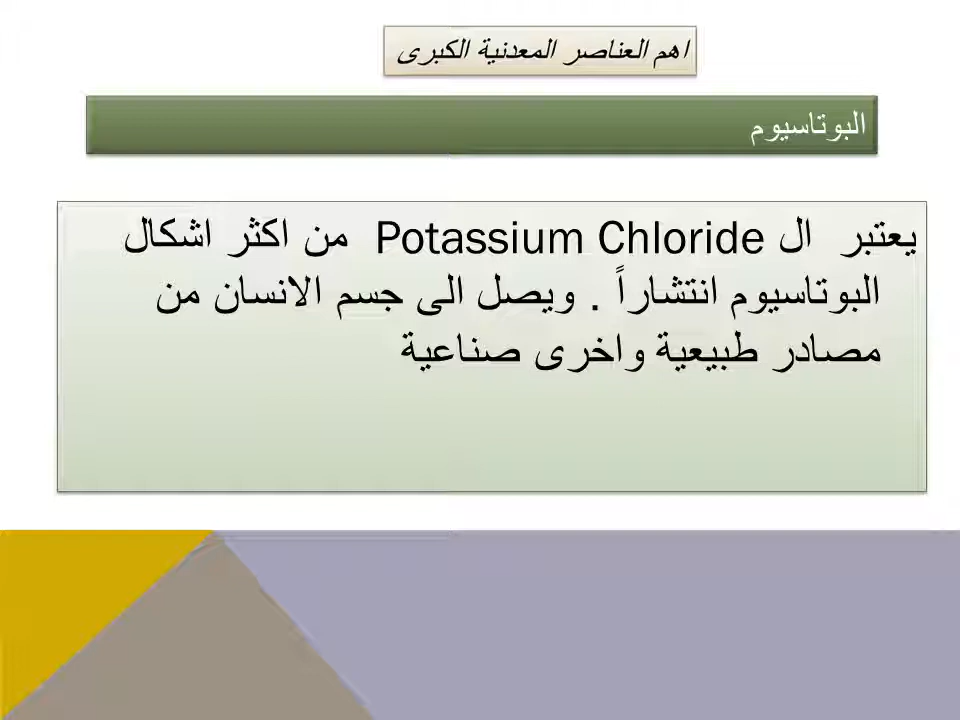 اهم العناصر المعدنية الكبرى
البوتاسيوم
يعتبر ال Potassium Chloride من اكثر اشكال
البوتاسيوم انتشاراً . ويصل الى جسم الانسان من
مصادر طبيعية واخرى صناعية